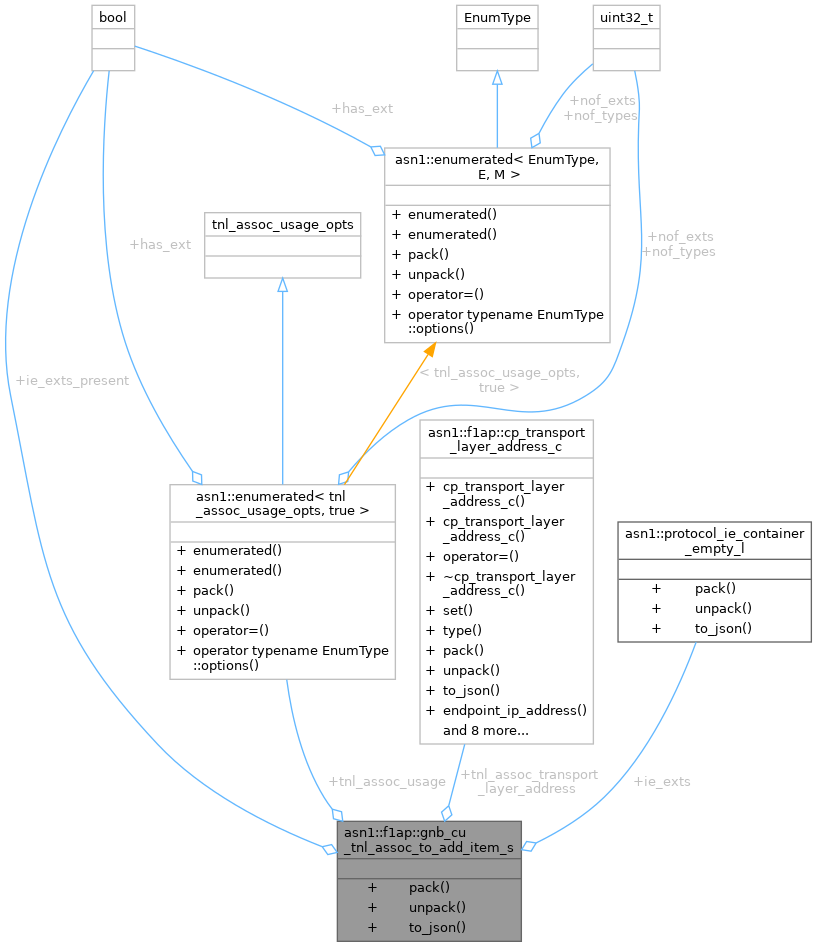 bool
EnumType
uint32_t
+has_ext
+nof_exts
+nof_types
asn1::enumerated< EnumType,
E, M >
+ enumerated()
+ enumerated()
+ pack()
+ unpack()
+ operator=()
+ operator typename EnumType
::options()
tnl_assoc_usage_opts
+has_ext
+nof_exts
+nof_types
+ie_exts_present
< tnl_assoc_usage_opts,
true >
asn1::enumerated< tnl
_assoc_usage_opts, true >
+ enumerated()
+ enumerated()
+ pack()
+ unpack()
+ operator=()
+ operator typename EnumType
::options()
asn1::f1ap::cp_transport
_layer_address_c
+ cp_transport_layer
_address_c()
+ cp_transport_layer
_address_c()
+ operator=()
+ ~cp_transport_layer
_address_c()
+ set()
+ type()
+ pack()
+ unpack()
+ to_json()
+ endpoint_ip_address()
and 8 more...
asn1::protocol_ie_container
_empty_l
+ pack()
+ unpack()
+ to_json()
+tnl_assoc_usage
+tnl_assoc_transport
_layer_address
+ie_exts
asn1::f1ap::gnb_cu
_tnl_assoc_to_add_item_s
+ pack()
+ unpack()
+ to_json()